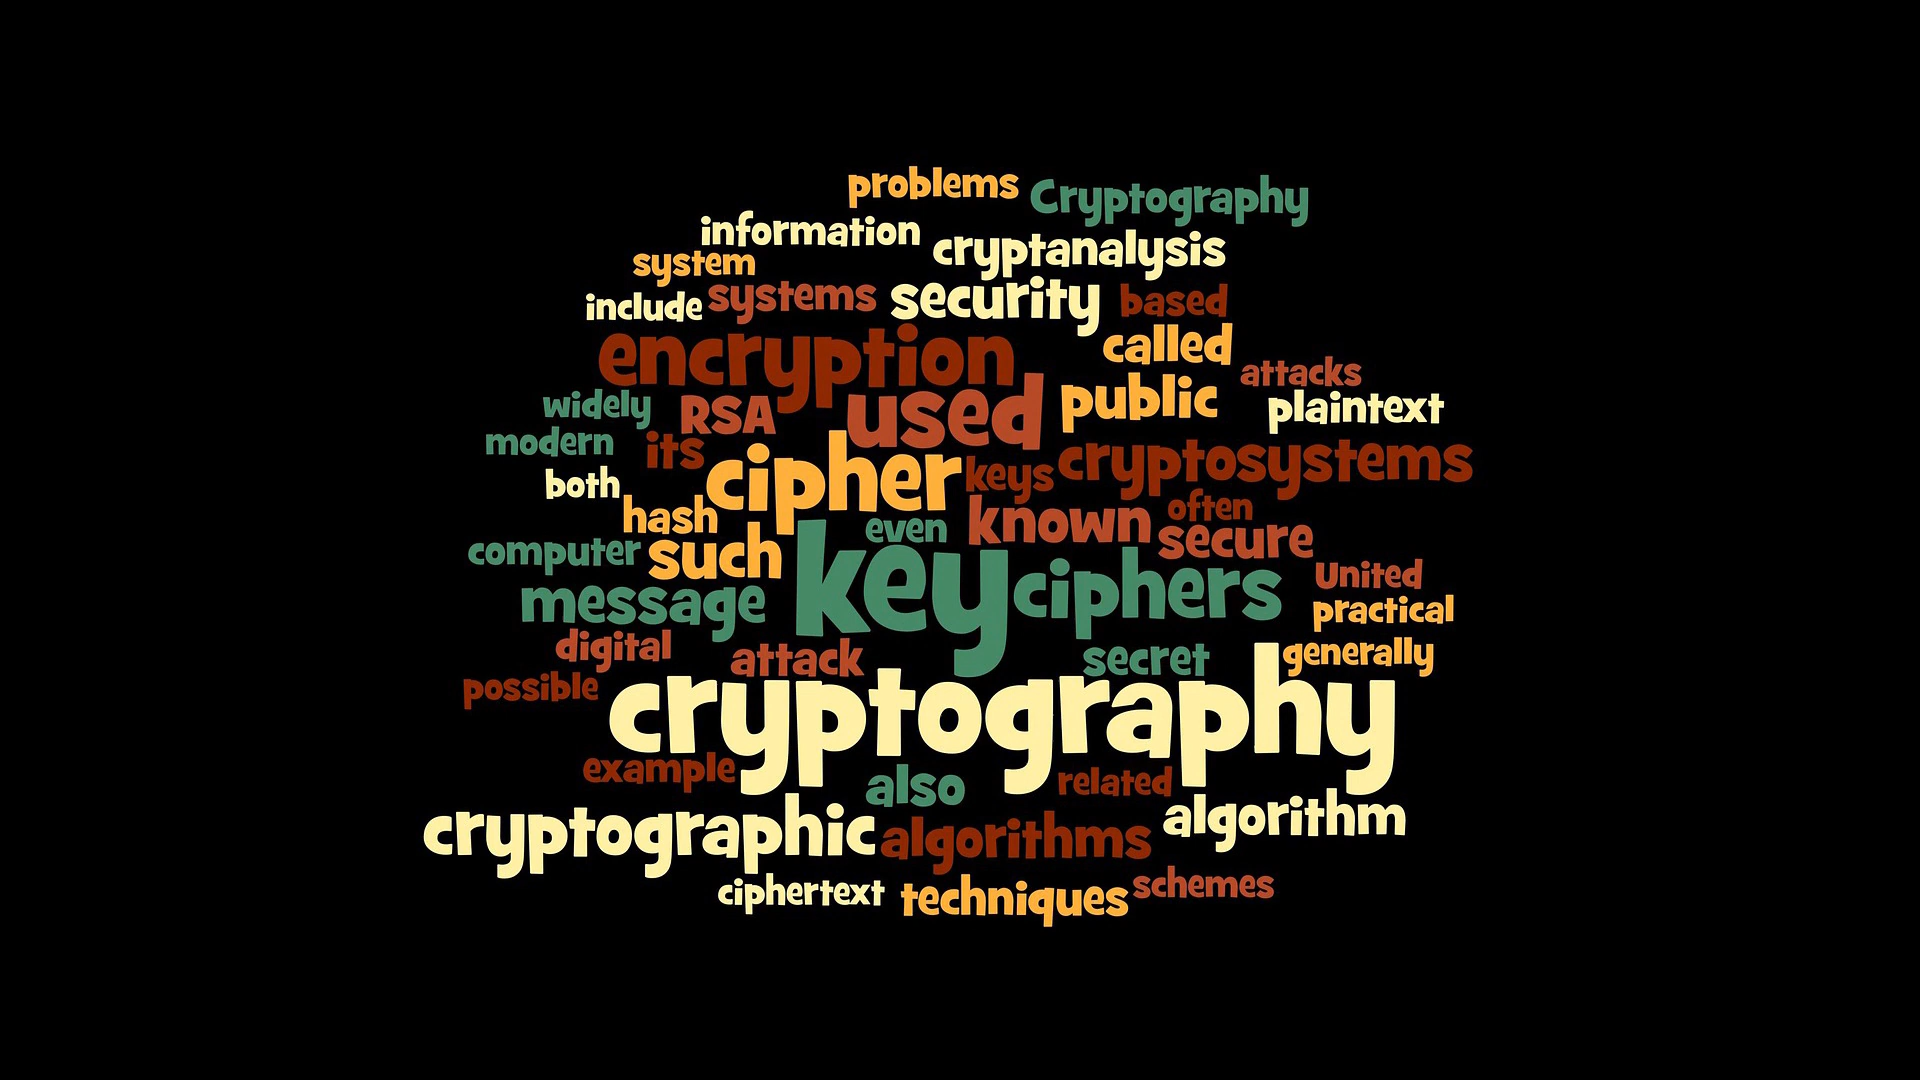 problems Cryptography
information cryptanalysis
system
include systems security based
encryption called
attacks
widely RSA used public plaintext
modern its cipher keys cryptosystems
both
hash even known often
computer such key ciphers secure
United
message practical
digital attack secret generally
possible cryptography
example also related
cryptographic algorithms algorithm
ciphertext techniques schemes